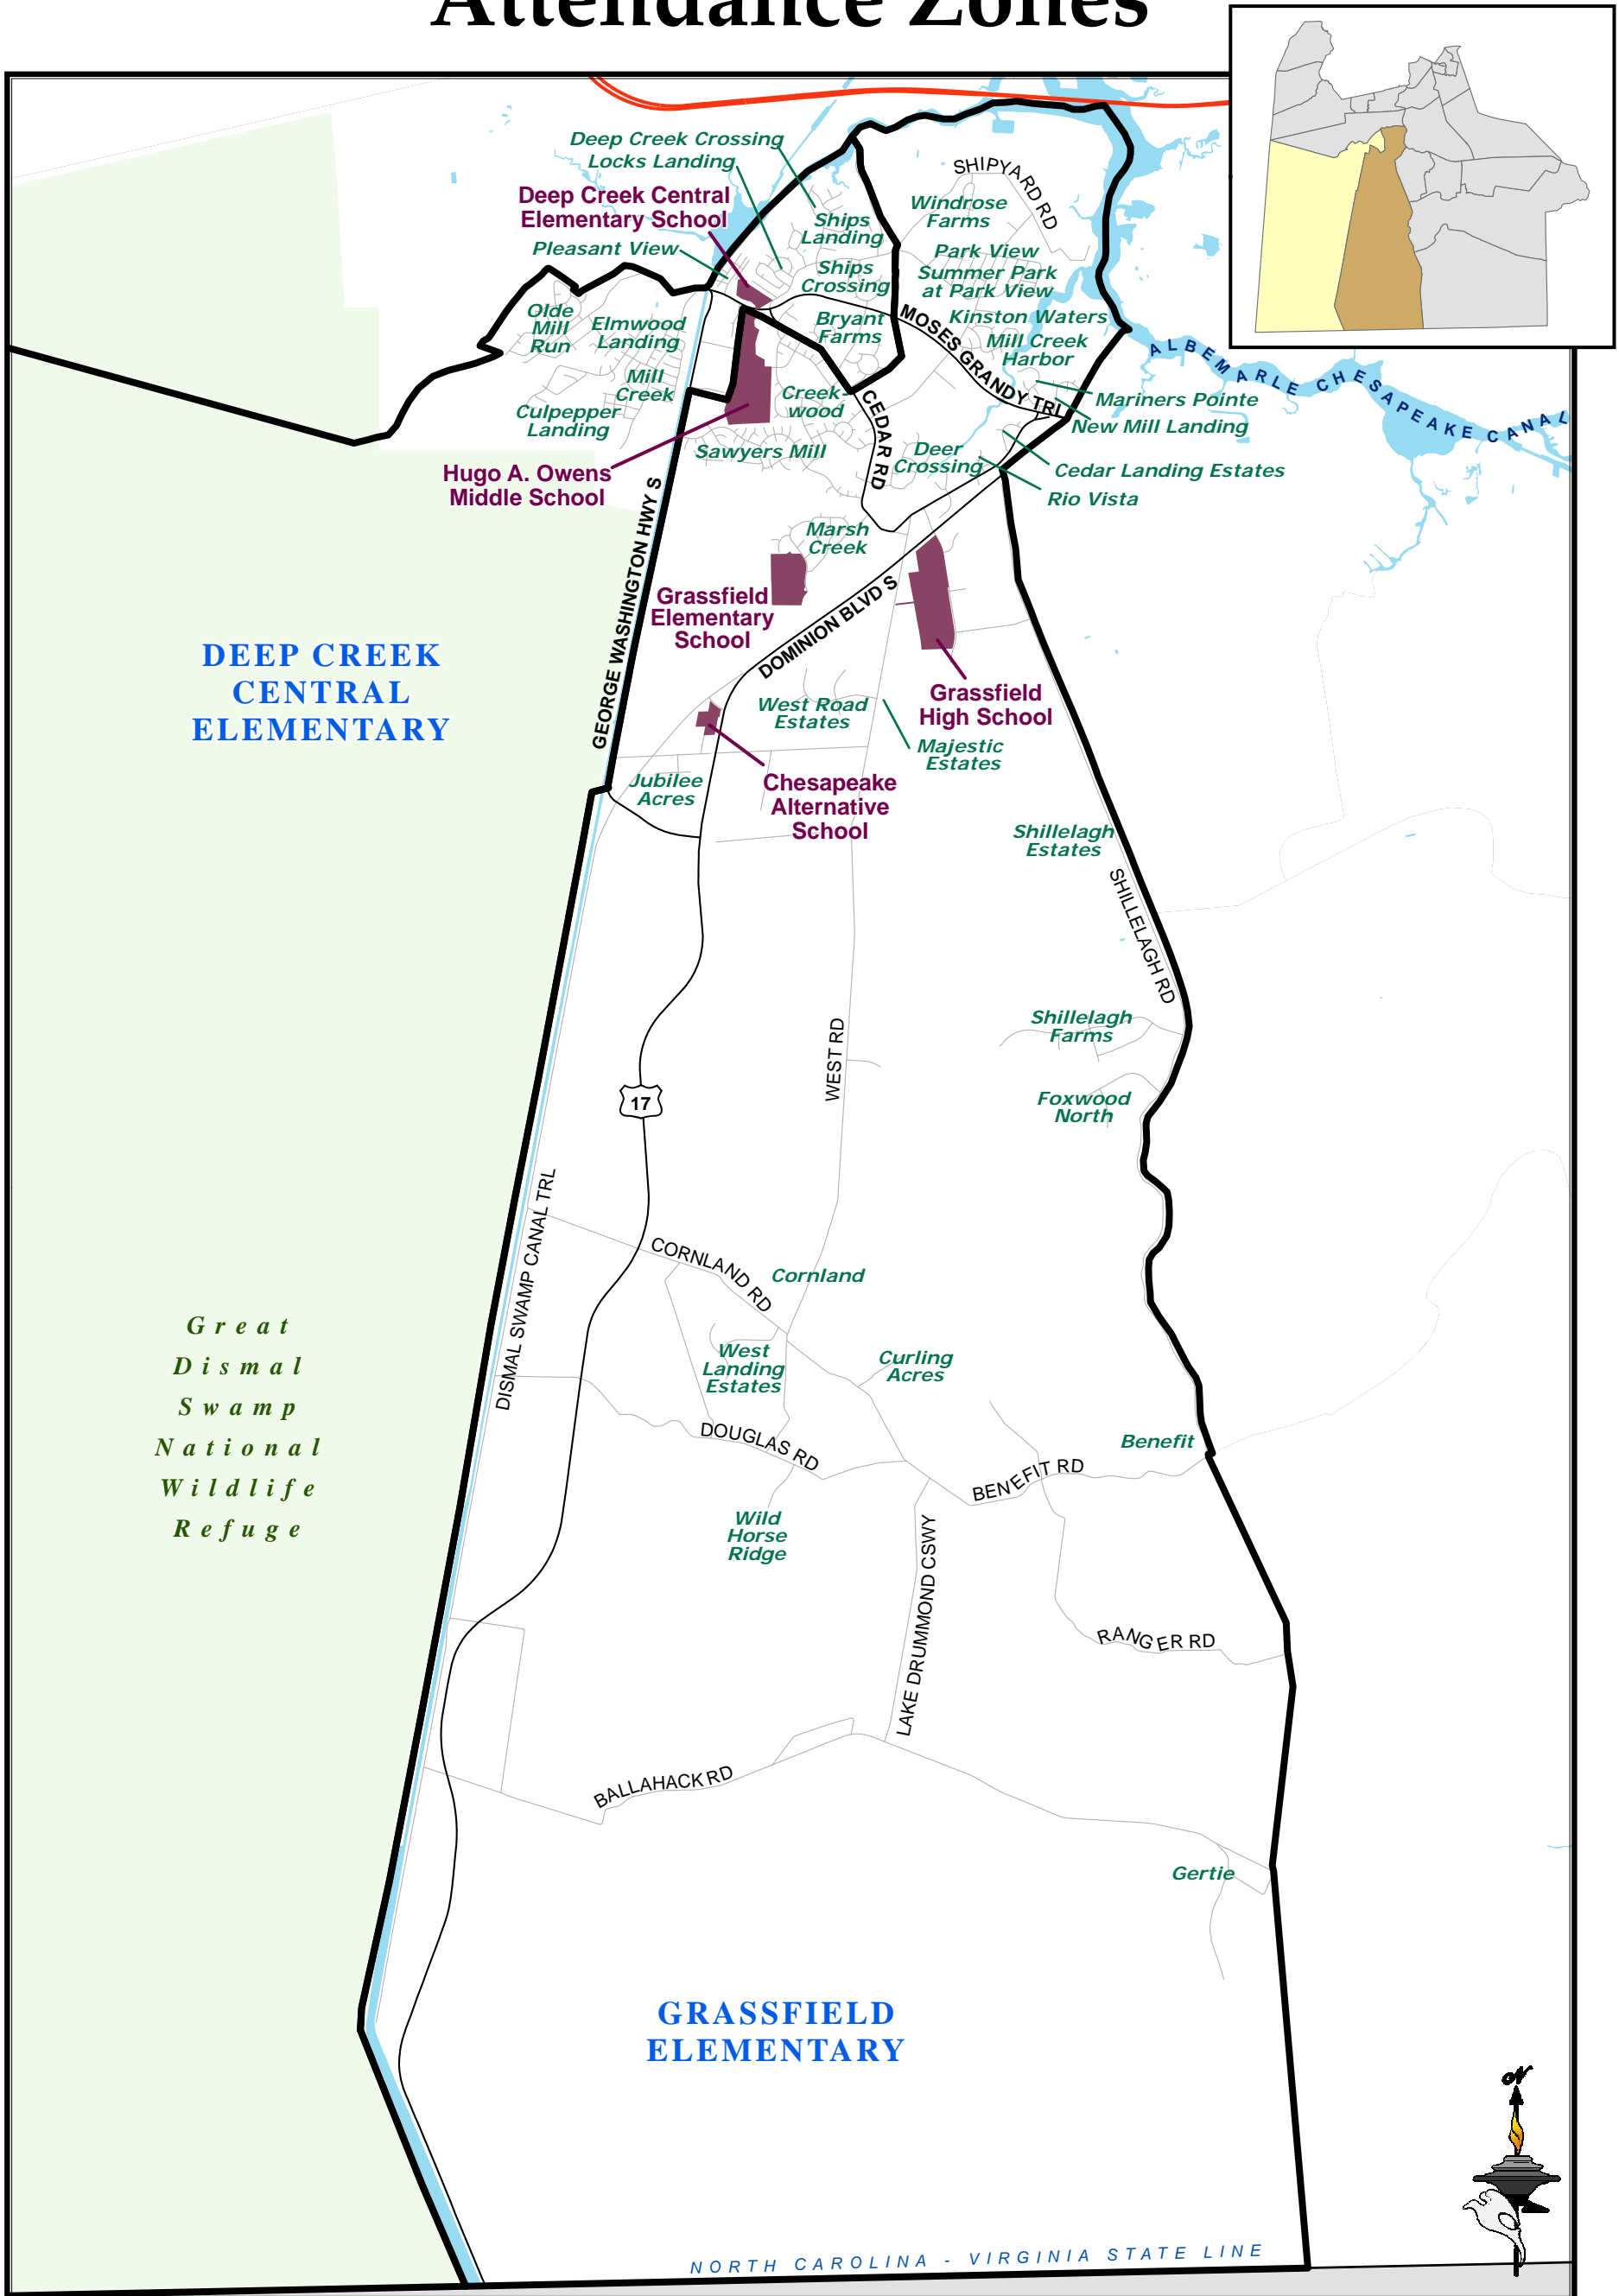 Attendance Zones
Deep Creek Crossing
Locks Landing
Deep Creek Central
Elementary School
Pleasant View
Ships
Landing
Ships
Crossing
Bryant
Farms
SHIPYARD RD
Windrose
Farms
Park View
Summer Park
at Park View
Kinston Waters
MOSES GRANDY TRL
Mill Creek
Harbor
ALBEMARLE CHESAPEAKE CANAL
Mariners Pointe
New Mill Landing
Cedar Landing Estates
Rio Vista
Olde
Mill
Run
Elmwood
Landing
Mill
Creek
Culpepper
Landing
Creek-
wood
CEDAR RD
Sawyers Mill
Deer
Crossing
Hugo A. Owens
Middle School
GEORGE WASHINGTON HWY S
Marsh
Creek
Grassfield
Elementary
School
DOMINION BLVD S
DEEP CREEK
CENTRAL
ELEMENTARY
West Road
Estates
Grassfield
High School
Majestic
Estates
Jubilee
Acres
Chesapeake
Alternative
School
Shillelagh
Estates
SHILLELAGH RD
WEST RD
Shillelagh
Farms
17
Foxwood
North
DISMAL SWAMP CANAL TRL
CORNLAND RD
Cornland
Great
Dismal
Swamp
National
Wildlife
Refuge
West
Landing
Estates
Curling
Acres
DOUGLAS RD
Benefit
BENEFIT RD
Wild
Horse
Ridge
LAKE DRUMMOND CSWY
RANGER RD
BALLAHACK RD
Gertie
GRASSFIELD
ELEMENTARY
N
NORTH CAROLINA - VIRGINIA STATE LINE